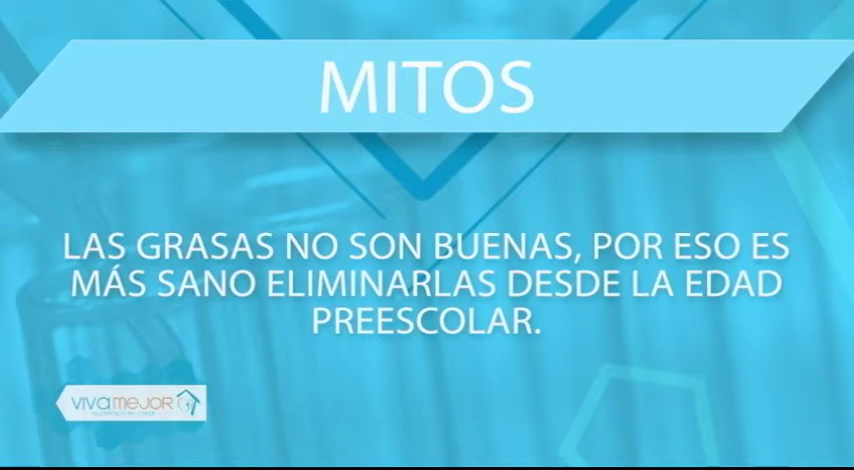 MITOS
LAS GRASAS NO SON BUENAS, POR ESO ES
MÁS SANO ELIMINARLAS DESDE LA EDAD
PREESCOLAR.
VIVAMEJOR